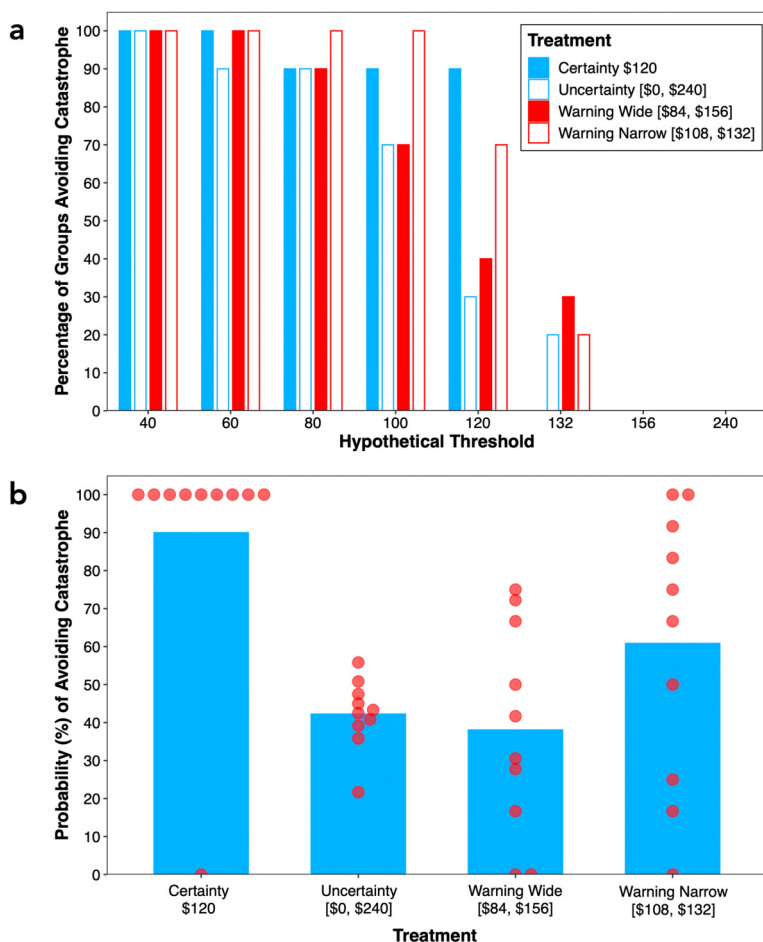 a
Percentage of Groups Avoiding Catastrophe
100
90
80
70
60
50
40
30
20
10
0
Treatment
Certainty $120
Uncertainty [$0, $240]
Warning Wide [$84, $156]
Warning Narrow [$108, $132]
40 60 80 100 120 132 156 240
Hypothetical Threshold
b
Probability (%) of Avoiding Catastrophe
100
90
80
70
60
50
40
30
20
10
0
Certainty Uncertainty Warning Wide Warning Narrow
$120 [$0, $240] [$84, $156] [$108, $132]
Treatment